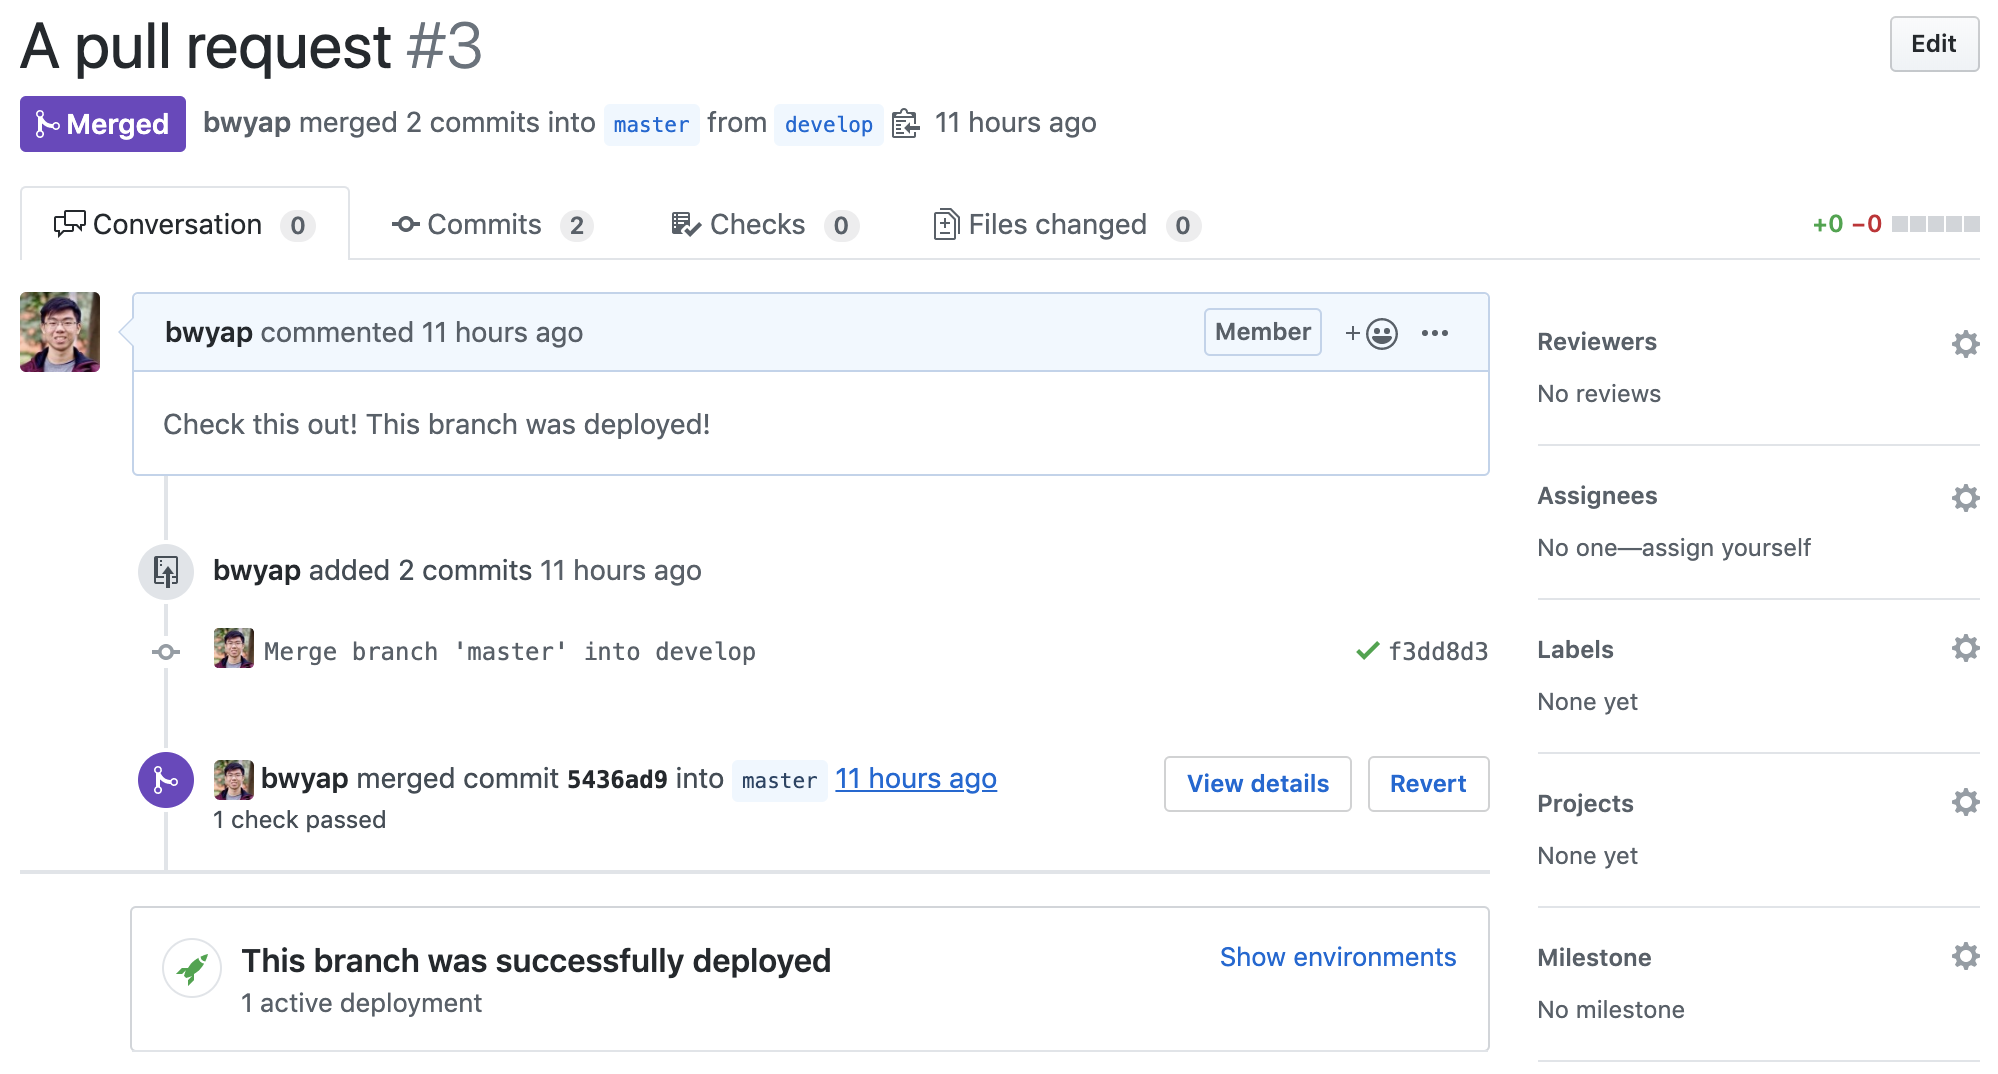 A pull request #3
Edit
Merged
bwyap merged 2 commits into master from develop 11 hours ago
Conversation 0
Commits 2
Checks 0
Files changed 0
+0 −0
bwyap commented 11 hours ago
Member
Check this out! This branch was deployed!
bwyap added 2 commits 11 hours ago
Merge branch 'master' into develop
f3dd8d3
bwyap merged commit 5436ad9 into master 11 hours ago
1 check passed
View details
Revert
This branch was successfully deployed
1 active deployment
Show environments
Reviewers
No reviews
Assignees
No one—assign yourself
Labels
None yet
Projects
None yet
Milestone
No milestone